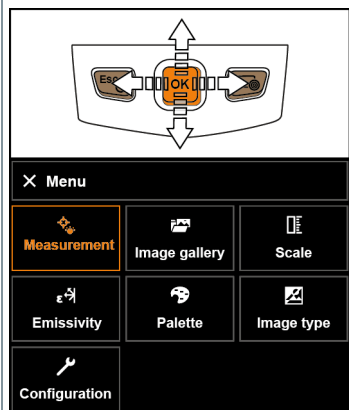 Esc
OK
Menu
Measurement
Image gallery
Scale
ε
Emissivity
Palette
Image type
Configuration